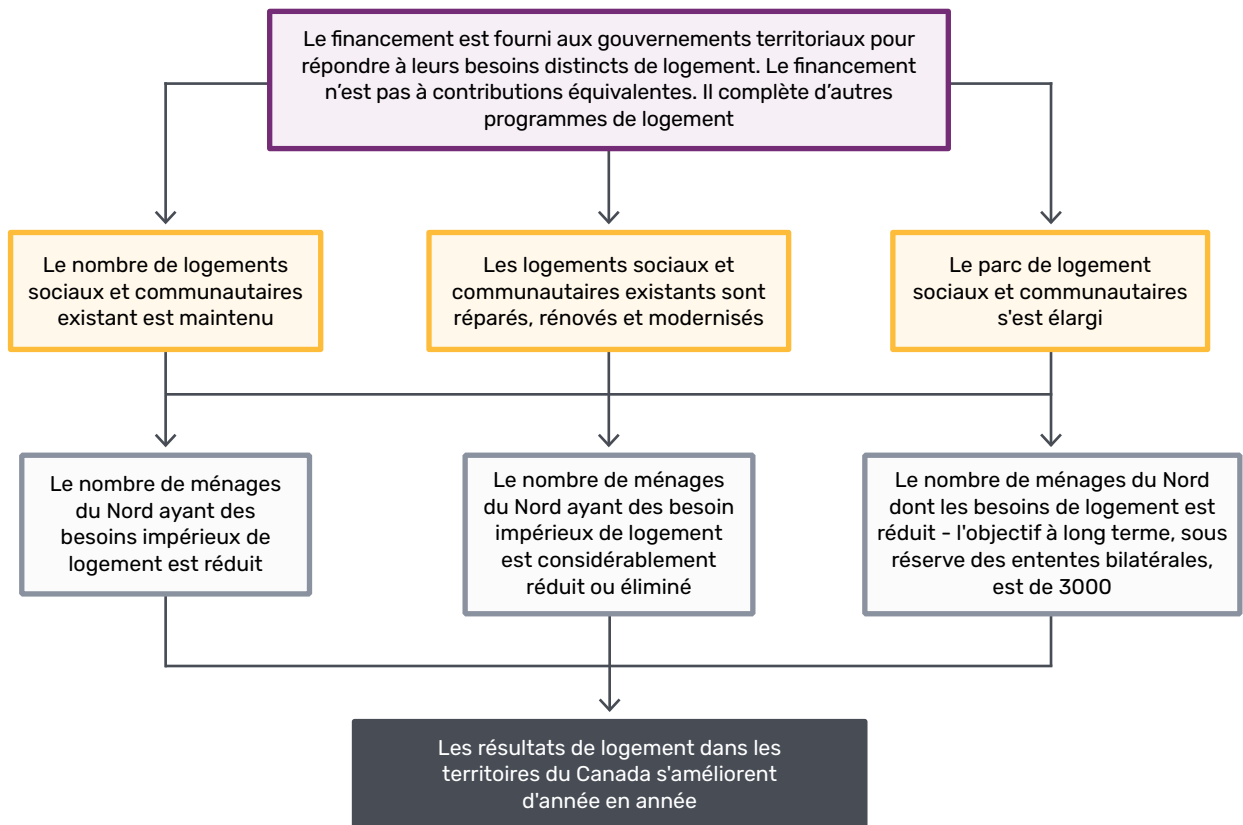 Le financement est fourni aux gouvernements territoriaux pour
répondre à leurs besoins distincts de logement. Le financement
n’est pas à contributions équivalentes. Il complète d’autres
programmes de logement
Le nombre de logements
sociaux et communautaires
existant est maintenu
Les logements sociaux et
communautaires existants sont
réparés, rénovés et modernisés
Le parc de logement
sociaux et communautaires
s'est élargi
Le nombre de ménages
du Nord ayant des
besoins impérieux de
logement est réduit
Le nombre de ménages
du Nord ayant des besoin
impérieux de logement
est considérablement
réduit ou éliminé
Le nombre de ménages du Nord
dont les besoins de logement est
réduit - l'objectif à long terme, sous
réserve des ententes bilatérales,
est de 3000
Les résultats de logement dans les
territoires du Canada s'améliorent
d'année en année